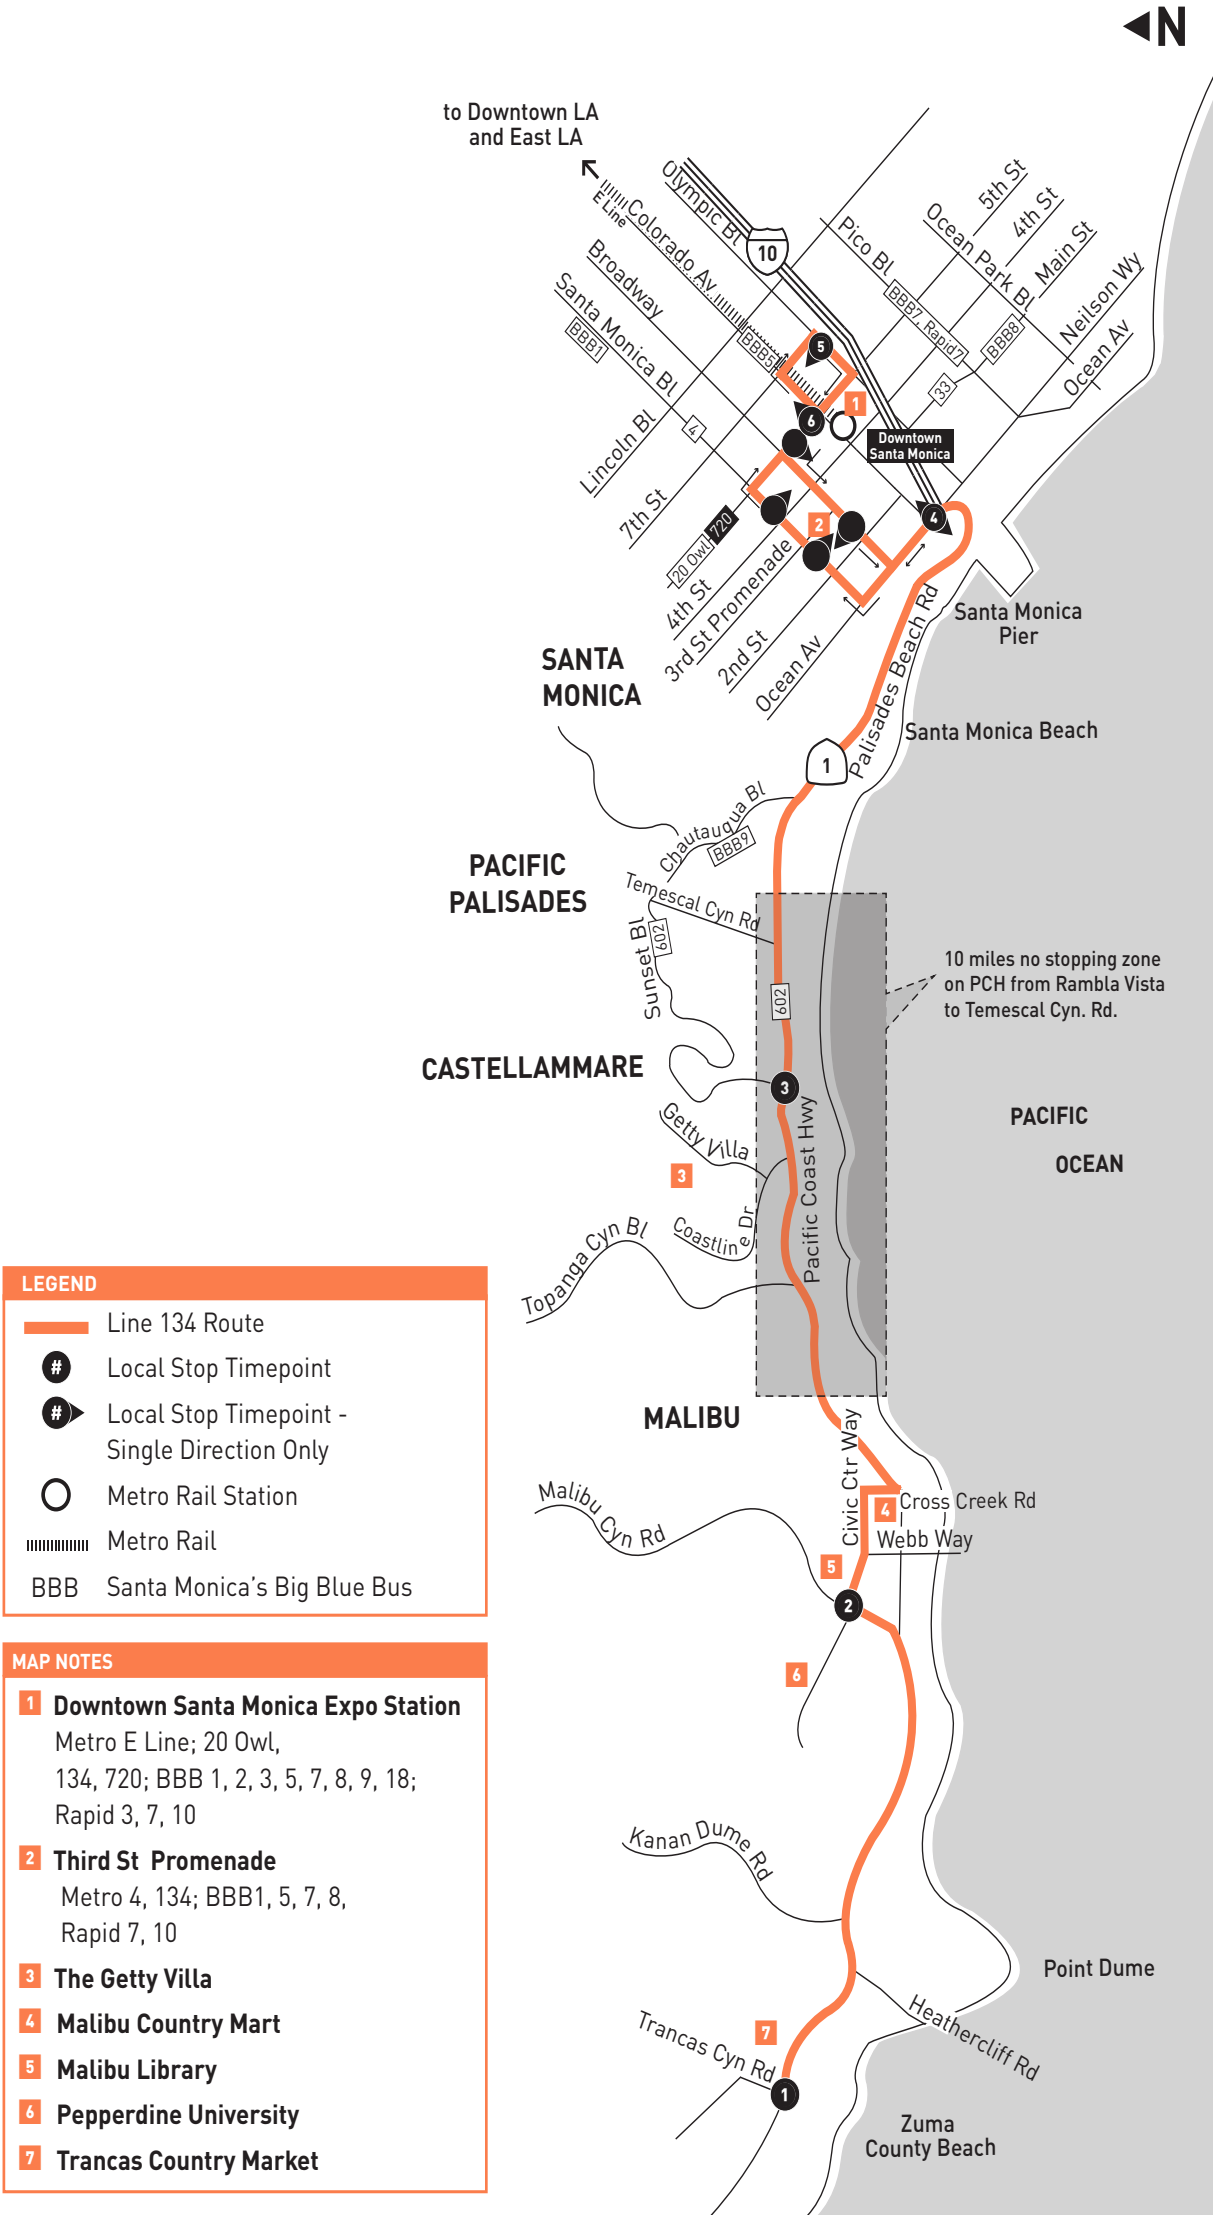 N
to Downtown LA
and East LA
E Line
Olympic Bl
Colorado Av
Broadway
Santa Monica Bl
BBB1
10
Pico Bl
Ocean Park Bl
5th St
4th St
Main St
Neilson Wy
Ocean Av
BBB7, Rapid7
BBB8
BBB5
33
5
1
6
4
Lincoln Bl
7th St
Downtown
Santa Monica
20 Owl
720
2
4
4th St
3rd St Promenade
2nd St
Ocean Av
SANTA
MONICA
Palisades Beach Rd
Santa Monica
Pier
Santa Monica Beach
1
Chautauqua Bl
BBB9
PACIFIC
PALISADES
Temescal Cyn Rd
Sunset Bl
602
602
10 miles no stopping zone
on PCH from Rambla Vista
to Temescal Cyn. Rd.
CASTELLAMMARE
3
Getty Villa
3
Pacific Coast Hwy
PACIFIC
OCEAN
Coastline Dr
Topanga Cyn Bl
MALIBU
Civic Ctr Way
Malibu Cyn Rd
4
Cross Creek Rd
Webb Way
5
2
6
Kanan Dume Rd
Point Dume
Heathercliff Rd
Trancas Cyn Rd
7
1
Zuma
County Beach
LEGEND
Line 134 Route
# Local Stop Timepoint
# Local Stop Timepoint -
Single Direction Only
Metro Rail Station
Metro Rail
BBB Santa Monica's Big Blue Bus
MAP NOTES
1 Downtown Santa Monica Expo Station
Metro E Line; 20 Owl,
134, 720; BBB 1, 2, 3, 5, 7, 8, 9, 18;
Rapid 3, 7, 10
2 Third St Promenade
Metro 4, 134; BBB1, 5, 7, 8,
Rapid 7, 10
3 The Getty Villa
4 Malibu Country Mart
5 Malibu Library
6 Pepperdine University
7 Trancas Country Market